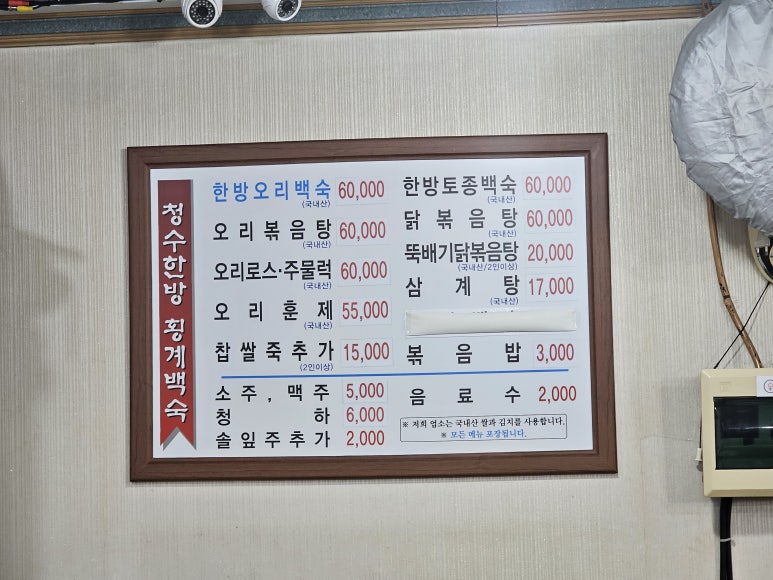 청수한방 횡계백숙
한방오리백숙 60,000
(국내산)
오리볶음탕 60,000
(국내산)
오리로스·주물럭 60,000
(국내산)
오리훈제 55,000
(국내산)
찹쌀죽추가 15,000
(2인이상)
소주, 맥주 5,000
청하 6,000
솔잎주추가 2,000
한방토종백숙 60,000
(국내산)
닭볶음탕 60,000
(국내산)
뚝배기닭볶음탕 20,000
(국내산/2인이상)
삼계탕 17,000
(국내산)
볶음밥 3,000
음료수 2,000
※ 저희 업소는 국내산 쌀과 김치를 사용합니다.
※ 모든 메뉴 포장됩니다.